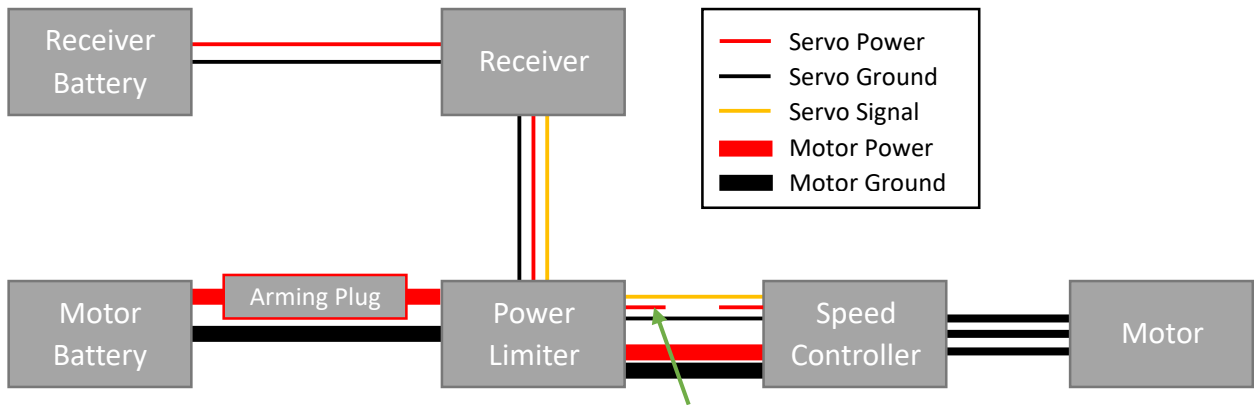 Receiver
Battery
Receiver
Servo Power
Servo Ground
Servo Signal
Motor Power
Motor Ground
Motor
Battery
Arming Plug
Power
Limiter
Speed
Controller
Motor